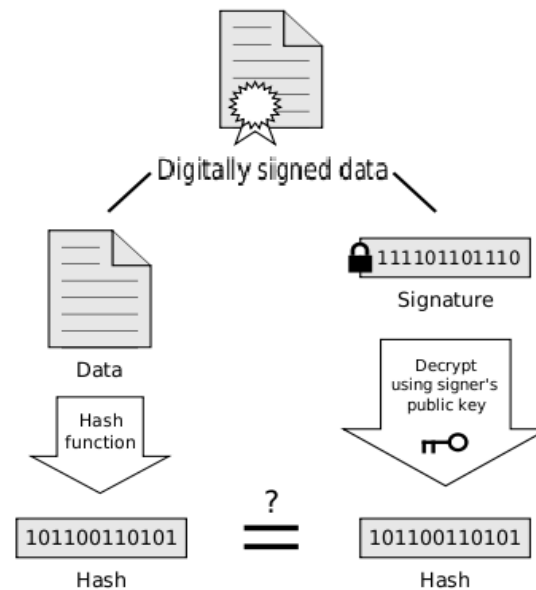 Digitally signed data
111101101110
Signature
Data
Decrypt
using signer's
public key
Hash
function
?
101100110101
101100110101
Hash
Hash